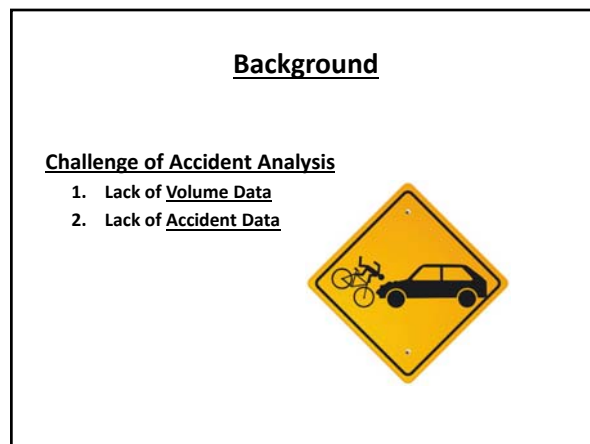 Background
Challenge of Accident Analysis
1. Lack of Volume Data
2. Lack of Accident Data